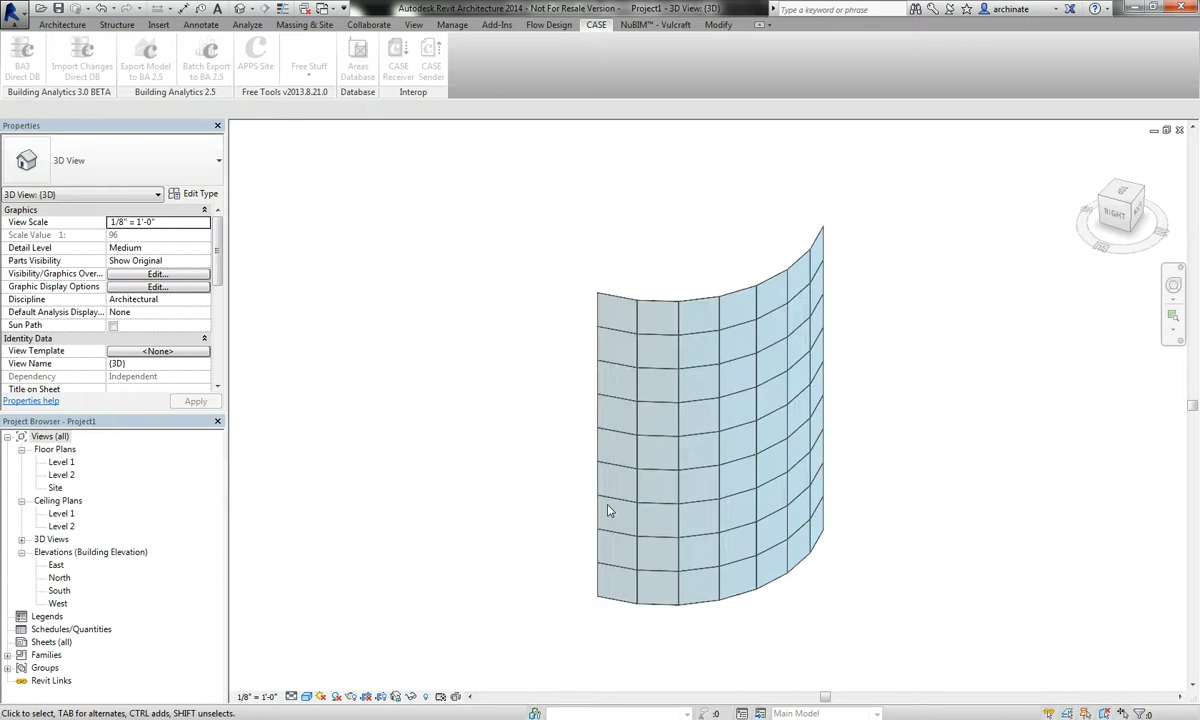 Autodesk Revit Architecture 2014 - Not For Resale Version - Project1 - 3D View: {3D}
Type a keyword or phrase
archinate
Architecture Structure Insert Annotate Analyze Massing & Site Collaborate View Manage Add-Ins Flow Design CASE NuBIM™ - Vulcraft Modify
BA3 Direct DB
Import Changes Direct DB
Export Model to BA 2.5
Batch Export to BA 2.5
APPS Site
Free Stuff
Areas Database
CASE Receiver
CASE Sender
Building Analytics 3.0 BETA Building Analytics 2.5 Free Tools v2013.8.21.0 Database Interop
Properties
3D View
3D View: {3D} Edit Type
Graphics
View Scale 1/8" = 1'-0"
Scale Value 1: 96
Detail Level Medium
Parts Visibility Show Original
Visibility/Graphics Over... Edit...
Graphic Display Options Edit...
Discipline Architectural
Default Analysis Display... None
Sun Path
Identity Data
View Template <None>
View Name {3D}
Dependency Independent
Title on Sheet
Properties help Apply
Project Browser - Project1
Views (all)
Floor Plans
Level 1
Level 2
Site
Ceiling Plans
Level 1
Level 2
3D Views
Elevations (Building Elevation)
East
North
South
West
Legends
Schedules/Quantities
Sheets (all)
Families
Groups
Revit Links
RIGHT
1/8" = 1'-0"
Click to select, TAB for alternates, CTRL adds, SHIFT unselects.
:0
Main Model
:0